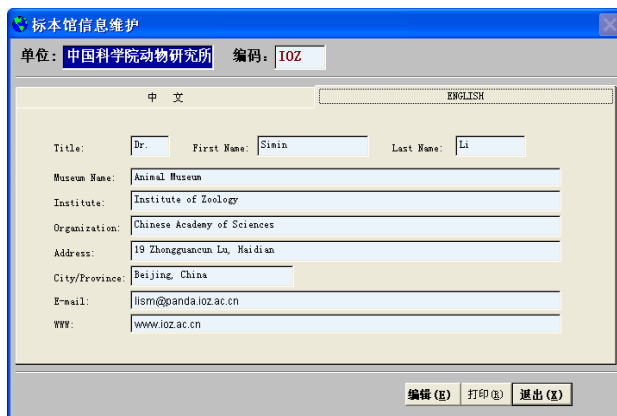 标本馆信息维护
单位: 中国科学院动物研究所 编码: IOZ
中 文 ENGLISH
Title: Dr. First Name: Simin Last Name: Li
Museum Name: Animal Museum
Institute: Institute of Zoology
Organization: Chinese Academy of Sciences
Address: 19 Zhongguancun Lu, Haidian
City/Province: Beijing, China
E-mail: lism@panda.ioz.ac.cn
WWW: www.ioz.ac.cn
编辑(E) 打印(R) 退出(X)